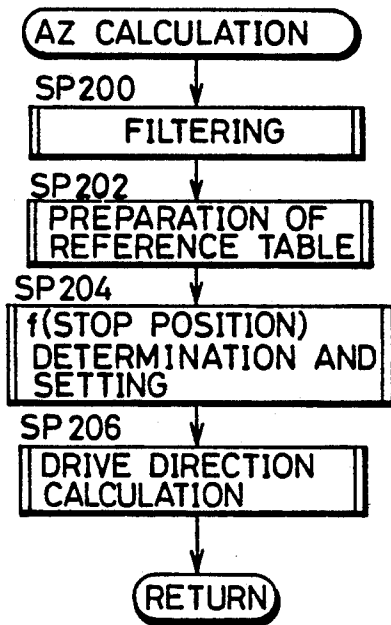 AZ CALCULATION
SP200
FILTERING
SP202
PREPARATION OF
REFERENCE TABLE
SP204
f(STOP POSITION)
DETERMINATION AND
SETTING
SP206
DRIVE DIRECTION
CALCULATION
RETURN